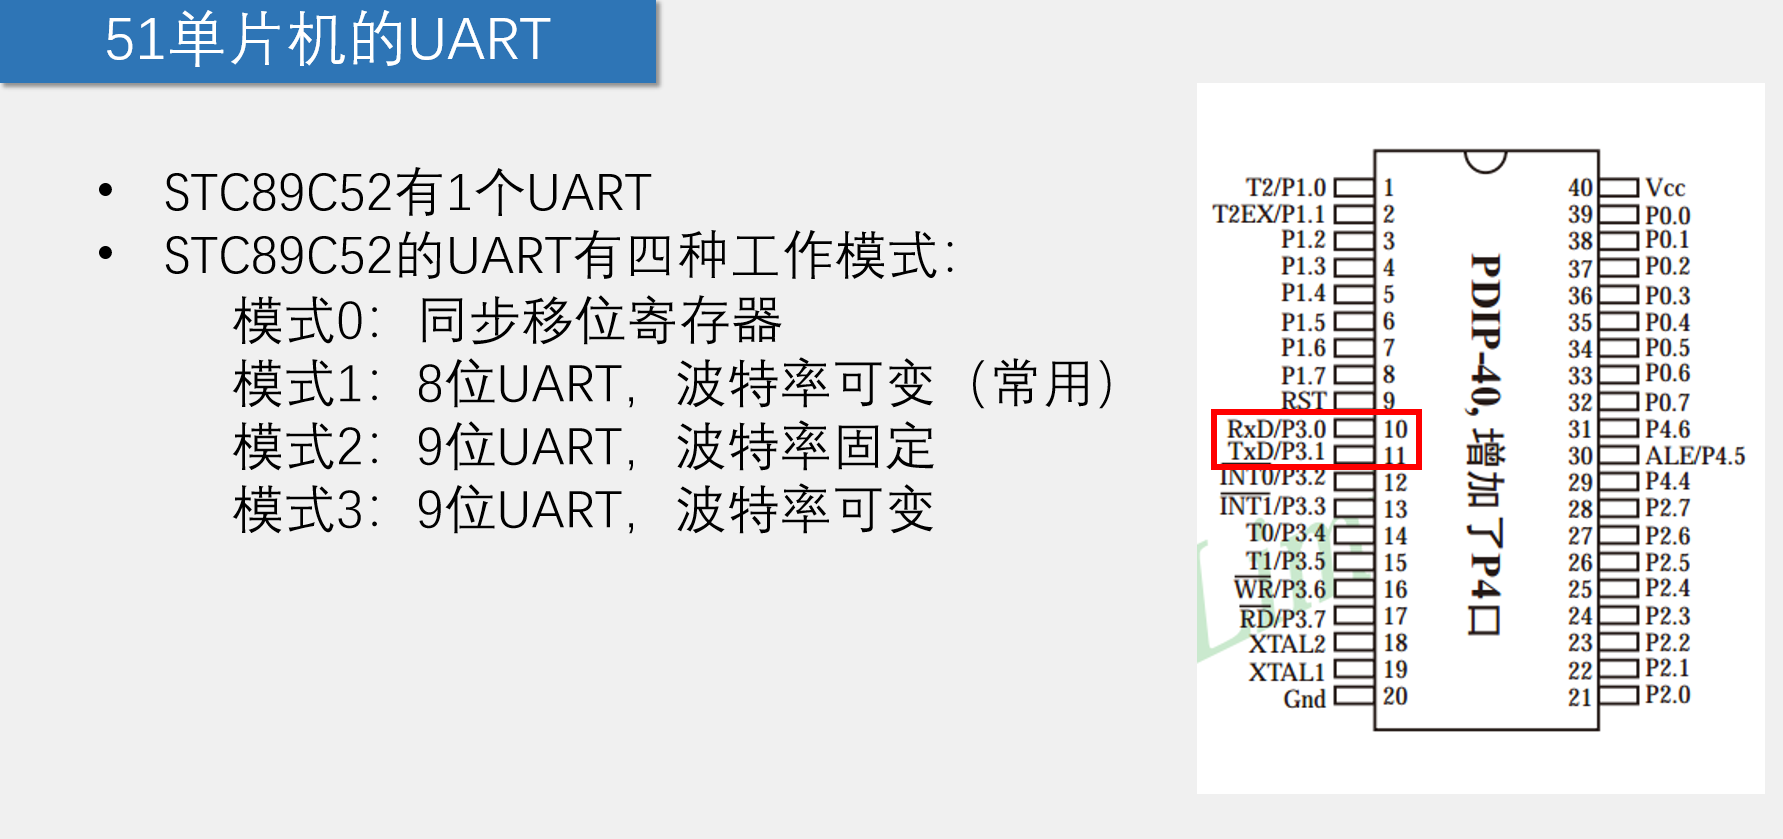 51单片机的UART
• STC89C52有1个UART
• STC89C52的UART有四种工作模式：
模式0：同步移位寄存器
模式1：8位UART，波特率可变（常用）
模式2：9位UART，波特率固定
模式3：9位UART，波特率可变
T2/P1.0 1
T2EX/P1.1 2
P1.2 3
P1.3 4
P1.4 5
P1.5 6
P1.6 7
P1.7 8
RST 9
RxD/P3.0 10
TxD/P3.1 11
INT0/P3.2 12
INT1/P3.3 13
T0/P3.4 14
T1/P3.5 15
WR/P3.6 16
RD/P3.7 17
XTAL2 18
XTAL1 19
Gnd 20
PDIP-40,增加了P4口
40 Vcc
39 P0.0
38 P0.1
37 P0.2
36 P0.3
35 P0.4
34 P0.5
33 P0.6
32 P0.7
31 P4.6
30 ALE/P4.5
29 P4.4
28 P2.7
27 P2.6
26 P2.5
25 P2.4
24 P2.3
23 P2.2
22 P2.1
21 P2.0
Lim